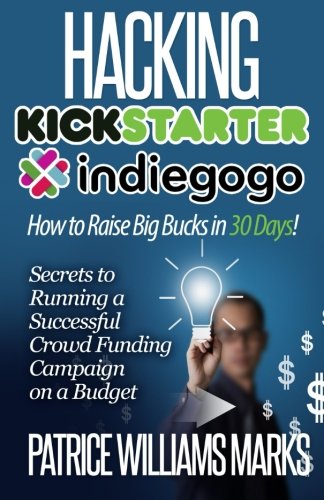 HACKING
KICKSTARTER
indiegogo
How to Raise Big Bucks in 30 Days!
Secrets to
Running a
Successful
Crowd Funding
Campaign
on a Budget
$
$
$
$
$
$
PATRICE WILLIAMS MARKS